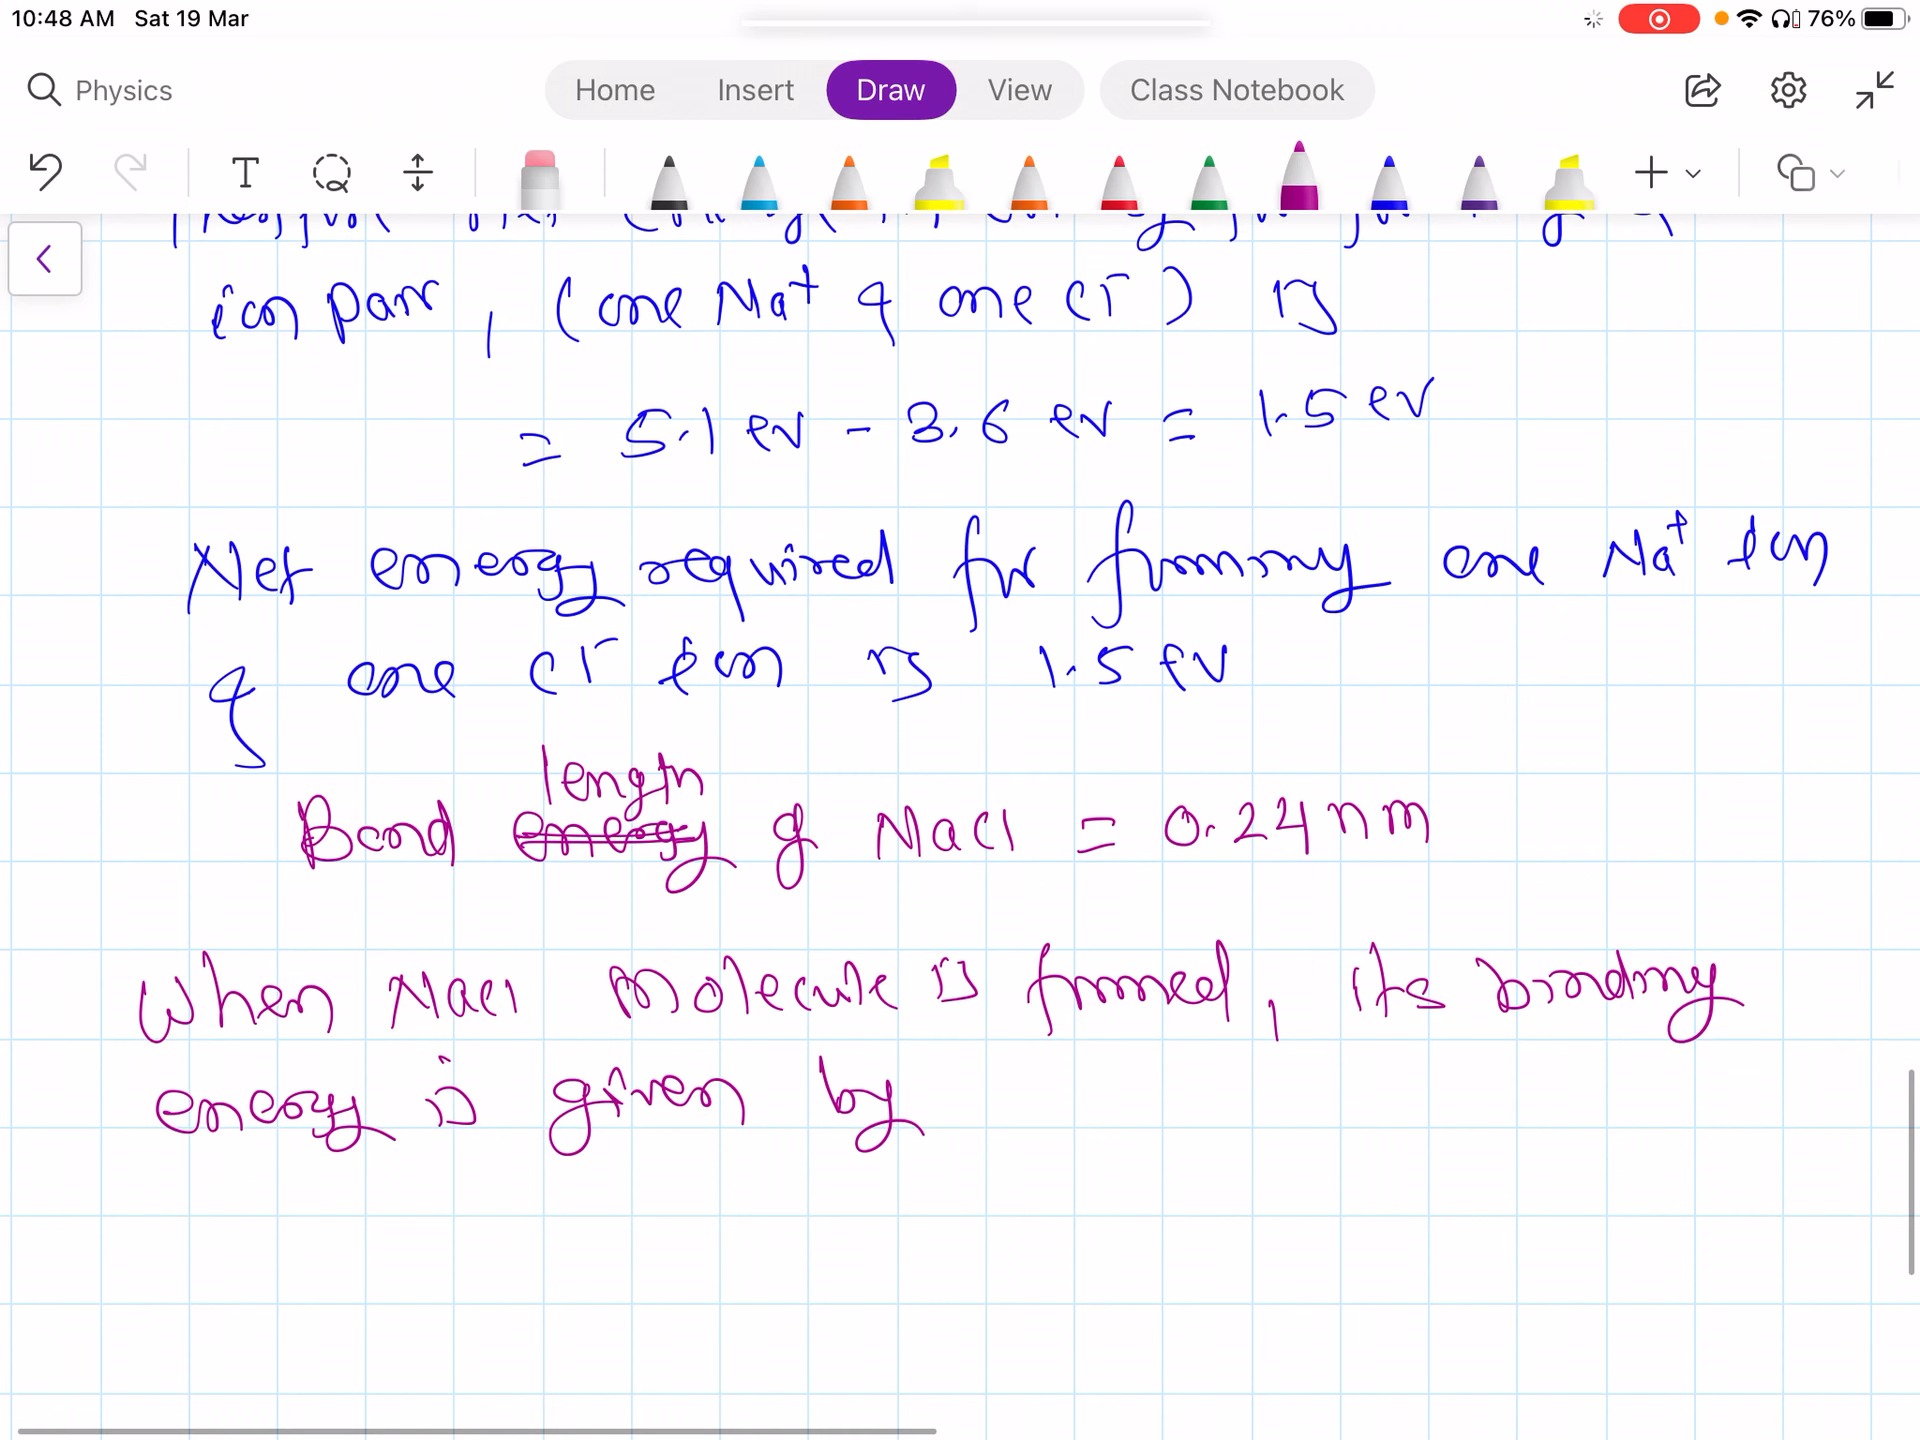 10:48 AM Sat 19 Mar
76%
Physics
Home Insert Draw View Class Notebook
T
ion pair, (one Na⁺ & one Cl⁻) is
= 5.1 ev - 3.6 ev = 1.5 ev
Net energy required for forming one Na⁺ ion
& one Cl⁻ ion is 1.5 ev
length
Bond energy of NaCl = 0.24 nm
When NaCl molecule is formed, its binding
energy is given by